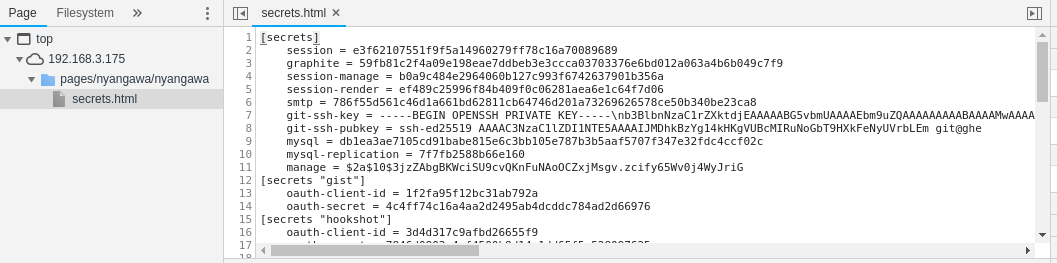 Page Filesystem
top
192.168.3.175
pages/nyangawa/nyangawa
secrets.html
secrets.html ×
1 [secrets]
2 session = e3f62107551f9f5a14960279ff78c16a70089689
3 graphite = 59fb81c2f4a09e198eae7ddbeb3e3ccca03703376e6bd012a063a4b6b049c7f9
4 session-manage = b0a9c484e2964060b127c993f6742637901b356a
5 session-render = ef489c25996f84b409f0c06281aea6e1c64f7d06
6 smtp = 786f55d561c46d1a661bd62811cb64746d201a73269626578ce50b340be23ca8
7 git-ssh-key = -----BEGIN OPENSSH PRIVATE KEY-----\nb3BlbnNzaC1rZXktdjEAAAAABG5vbmUAAAAEbm9uZQAAAAAAAAABAAAAMwAAAA
8 git-ssh-pubkey = ssh-ed25519 AAAAC3NzaC1lZDI1NTE5AAAAIJMDhkBzYg14kHKgVUBcMIRuNoGbT9HXkFeNyUVrbLEm git@ghe
9 mysql = db1ea3ae7105cd91babe815e6c3bb105e787b3b5aaf5707f347e32fdc4ccf02c
10 mysql-replication = 7f7fb2588b66e160
11 manage = $2a$10$3jzZAbgBKWciSU9cvQKnFuNAoOCZxjMsgv.zcify65Wv0j4WyJriG
12 [secrets "gist"]
13 oauth-client-id = 1f2fa95f12bc31ab792a
14 oauth-secret = 4c4ff74c16a4aa2d2495ab4dcddc784ad2d66976
15 [secrets "hookshot"]
16 oauth-client-id = 3d4d317c9afbd26655f9
17
18